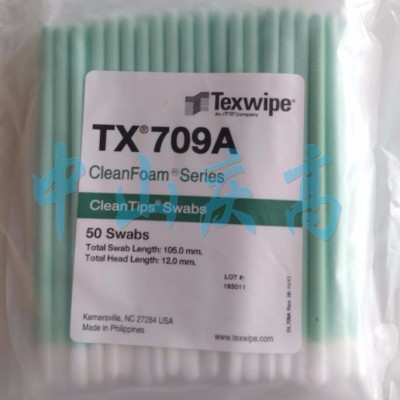 Texwipe®
An ITW Company
TX®709A
CleanFoam® Series
CleanTips® Swabs
50 Swabs
Total Swab Length: 105.0 mm.
Total Head Length: 12.0 mm.
LOT #:
185011
Kernersville, NC 27284 USA
Made in Philippines
www.texwipe.com
中山庆高